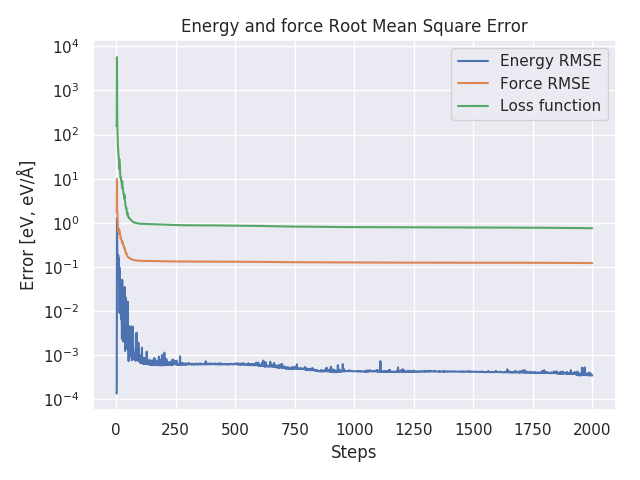 Energy and force Root Mean Square Error
Energy RMSE
Force RMSE
Loss function
Error [eV, eV/Å]
10⁴
10³
10²
10¹
10⁰
10⁻¹
10⁻²
10⁻³
10⁻⁴
0 250 500 750 1000 1250 1500 1750 2000
Steps